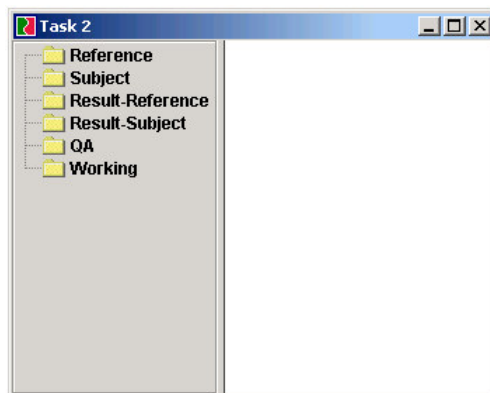 Task 2
Reference
Subject
Result-Reference
Result-Subject
QA
Working